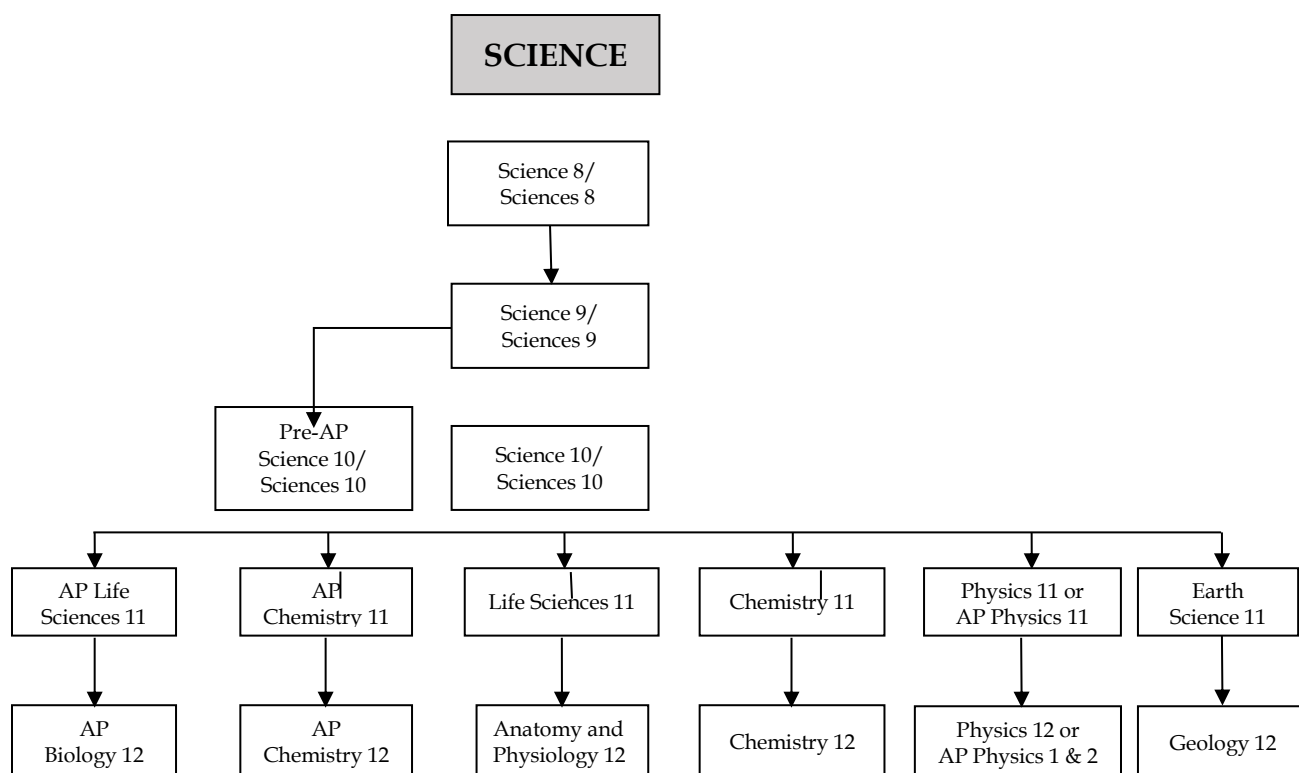 SCIENCE
Science 8/
Sciences 8
Science 9/
Sciences 9
Pre-AP
Science 10/
Sciences 10
Science 10/
Sciences 10
AP Life
Sciences 11
AP
Chemistry 11
Life Sciences 11
Chemistry 11
Physics 11 or
AP Physics 11
Earth
Science 11
AP
Biology 12
AP
Chemistry 12
Anatomy and
Physiology 12
Chemistry 12
Physics 12 or
AP Physics 1 & 2
Geology 12